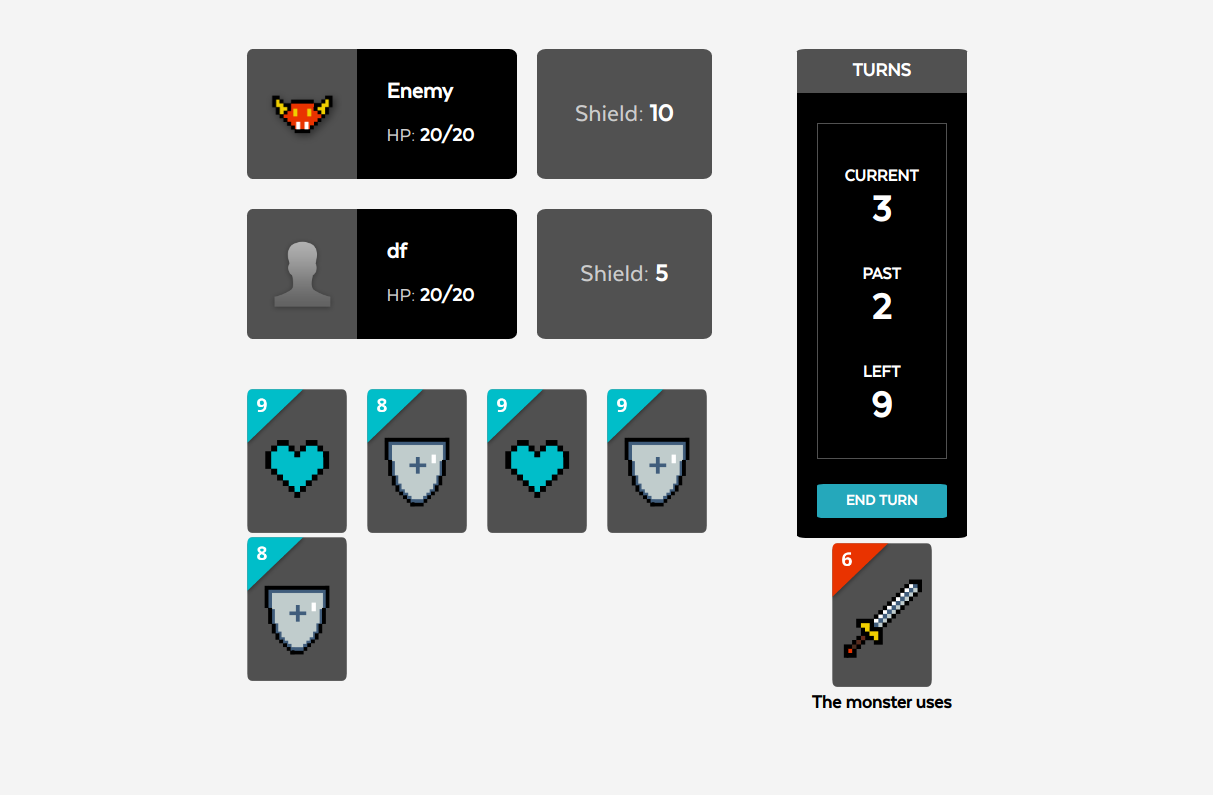 Enemy
HP: 20/20
Shield: 10
df
HP: 20/20
Shield: 5
9
8
9
9
8
TURNS
CURRENT
3
PAST
2
LEFT
9
END TURN
6
The monster uses